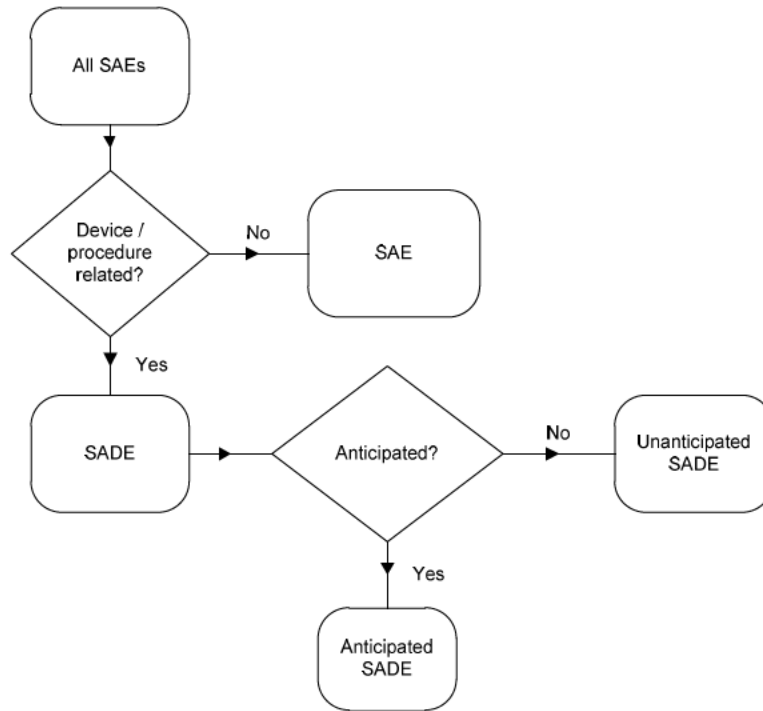 All SAEs
Device /
procedure
related?
No
SAE
Yes
SADE
Anticipated?
No
Unanticipated
SADE
Yes
Anticipated
SADE